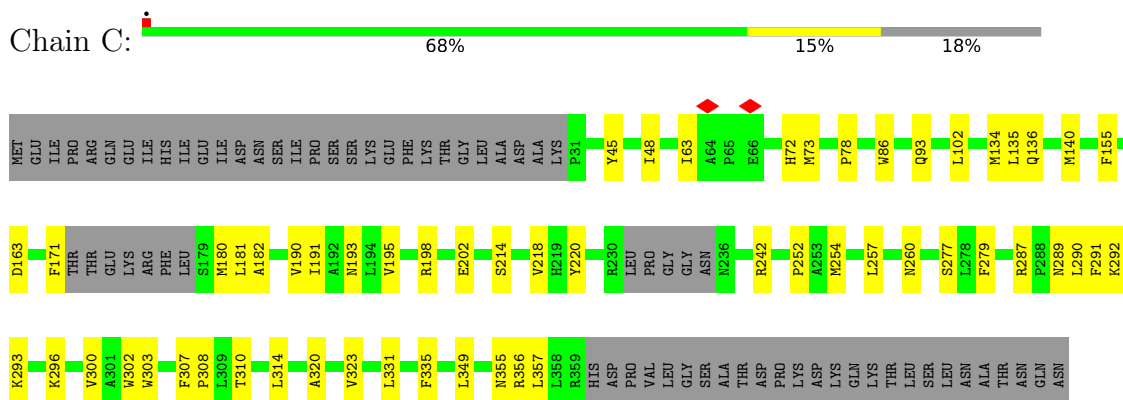 Chain C:
68% 15% 18%
MET GLU ILE PRO ARG GLN GLU ILE HIS ILE GLU ILE ASP ASN SER ILE PRO SER SER LYS GLU PHE LYS THR GLY LEU ALA ASP ALA LYS P31 Y45 I48 I63 A64 P65 E66 H72 M73 P78 W86 Q93 L102 M134 L135 Q136 M140 F155
D163 F171 THR THR GLU LYS ARG PHE LEU S179 M180 L181 A182 V190 I191 A192 N193 L194 V195 R198 E202 S214 V218 H219 Y220 R230 LEU PRO GLY GLY ASN N236 R242 P252 A253 M254 L257 N260 S277 L278 F279 R287 P288 N289 L290 F291 K292
K293 K296 V300 A301 W302 W303 F307 P308 L309 T310 L314 A320 V323 L331 F335 L349 N355 R356 L357 L358 R359 HIS ASP PRO VAL LEU GLY SER ALA THR ASP PRO LYS ASP LYS GLN LYS THR LEU SER LEU ASN ALA THR ASN GLN ASN